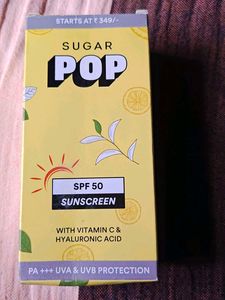 STARTS AT ₹ 349/-
SUGAR
POP
SPF 50
SUNSCREEN
WITH VITAMIN C &
HYALURONIC ACID
PA +++ UVA & UVB PROTECTION